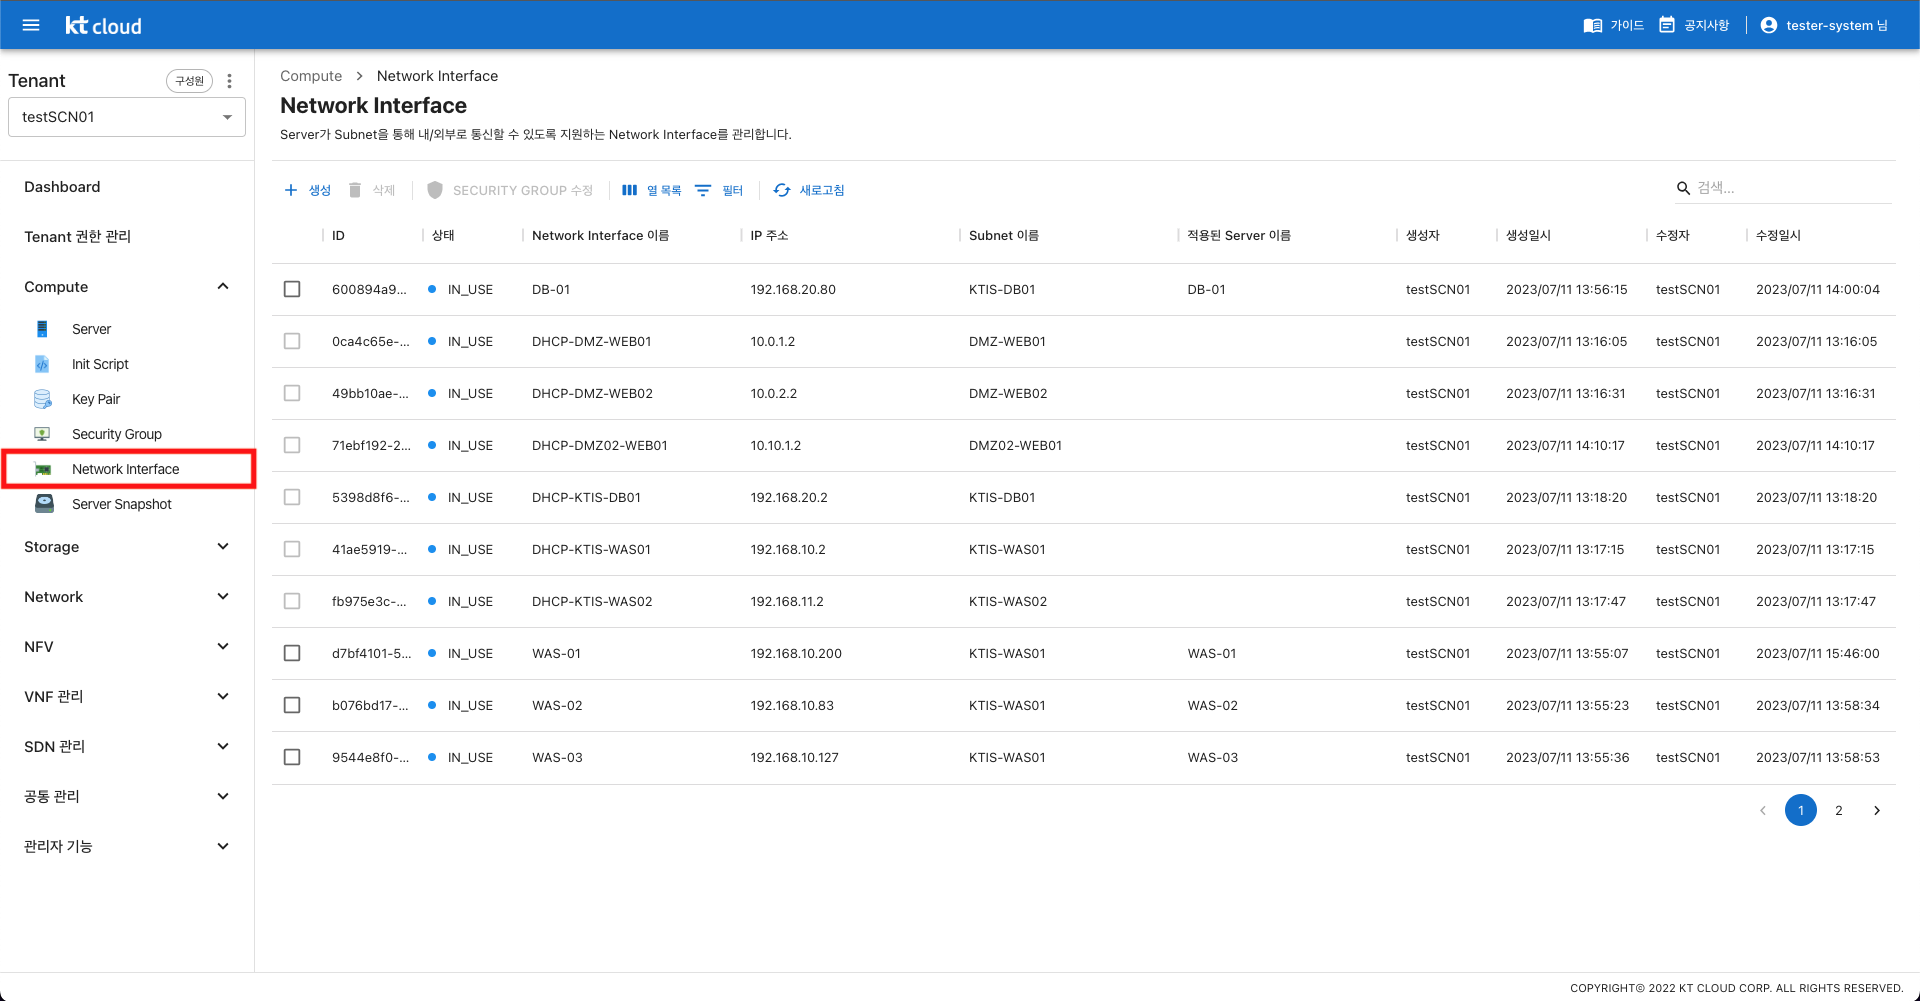 kt cloud
가이드
공지사항
tester-system 님
Tenant
구성원
testSCN01
Dashboard
Tenant 권한 관리
Compute
Server
Init Script
Key Pair
Security Group
Network Interface
Server Snapshot
Storage
Network
NFV
VNF 관리
SDN 관리
공통 관리
관리자 기능
Compute > Network Interface
Network Interface
Server가 Subnet을 통해 내/외부로 통신할 수 있도록 지원하는 Network Interface를 관리합니다.
생성 삭제 SECURITY GROUP 수정 열 목록 필터 새로고침 검색...
ID 상태 Network Interface 이름 IP 주소 Subnet 이름 적용된 Server 이름 생성자 생성일시 수정자 수정일시
600894a9... IN_USE DB-01 192.168.20.80 KTIS-DB01 DB-01 testSCN01 2023/07/11 13:56:15 testSCN01 2023/07/11 14:00:04
0ca4c65e-... IN_USE DHCP-DMZ-WEB01 10.0.1.2 DMZ-WEB01 testSCN01 2023/07/11 13:16:05 testSCN01 2023/07/11 13:16:05
49bb10ae-... IN_USE DHCP-DMZ-WEB02 10.0.2.2 DMZ-WEB02 testSCN01 2023/07/11 13:16:31 testSCN01 2023/07/11 13:16:31
71ebf192-2... IN_USE DHCP-DMZ02-WEB01 10.10.1.2 DMZ02-WEB01 testSCN01 2023/07/11 14:10:17 testSCN01 2023/07/11 14:10:17
5398d8f6-... IN_USE DHCP-KTIS-DB01 192.168.20.2 KTIS-DB01 testSCN01 2023/07/11 13:18:20 testSCN01 2023/07/11 13:18:20
41ae5919-... IN_USE DHCP-KTIS-WAS01 192.168.10.2 KTIS-WAS01 testSCN01 2023/07/11 13:17:15 testSCN01 2023/07/11 13:17:15
fb975e3c-... IN_USE DHCP-KTIS-WAS02 192.168.11.2 KTIS-WAS02 testSCN01 2023/07/11 13:17:47 testSCN01 2023/07/11 13:17:47
d7bf4101-5... IN_USE WAS-01 192.168.10.200 KTIS-WAS01 WAS-01 testSCN01 2023/07/11 13:55:07 testSCN01 2023/07/11 15:46:00
b076bd17-... IN_USE WAS-02 192.168.10.83 KTIS-WAS01 WAS-02 testSCN01 2023/07/11 13:55:23 testSCN01 2023/07/11 13:58:34
9544e8f0-... IN_USE WAS-03 192.168.10.127 KTIS-WAS01 WAS-03 testSCN01 2023/07/11 13:55:36 testSCN01 2023/07/11 13:58:53
1 2
COPYRIGHT© 2022 KT CLOUD CORP. ALL RIGHTS RESERVED.